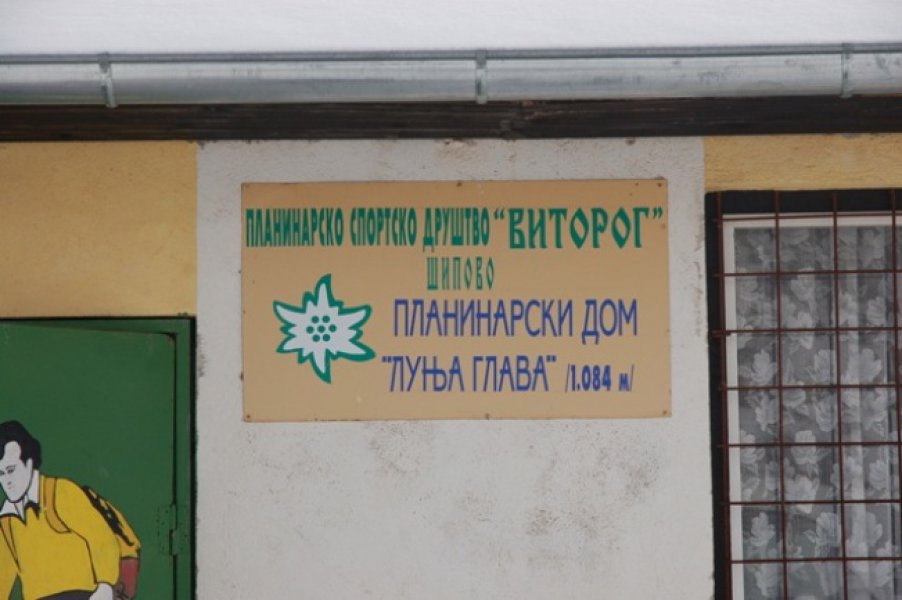 ПЛАНИНАРСКО СПОРТСКО ДРУШТВО "ВИТОРОГ"
ШИПОВО
ПЛАНИНАРСКИ ДОМ
"ЛУЊА ГЛАВА" /1.084 м/